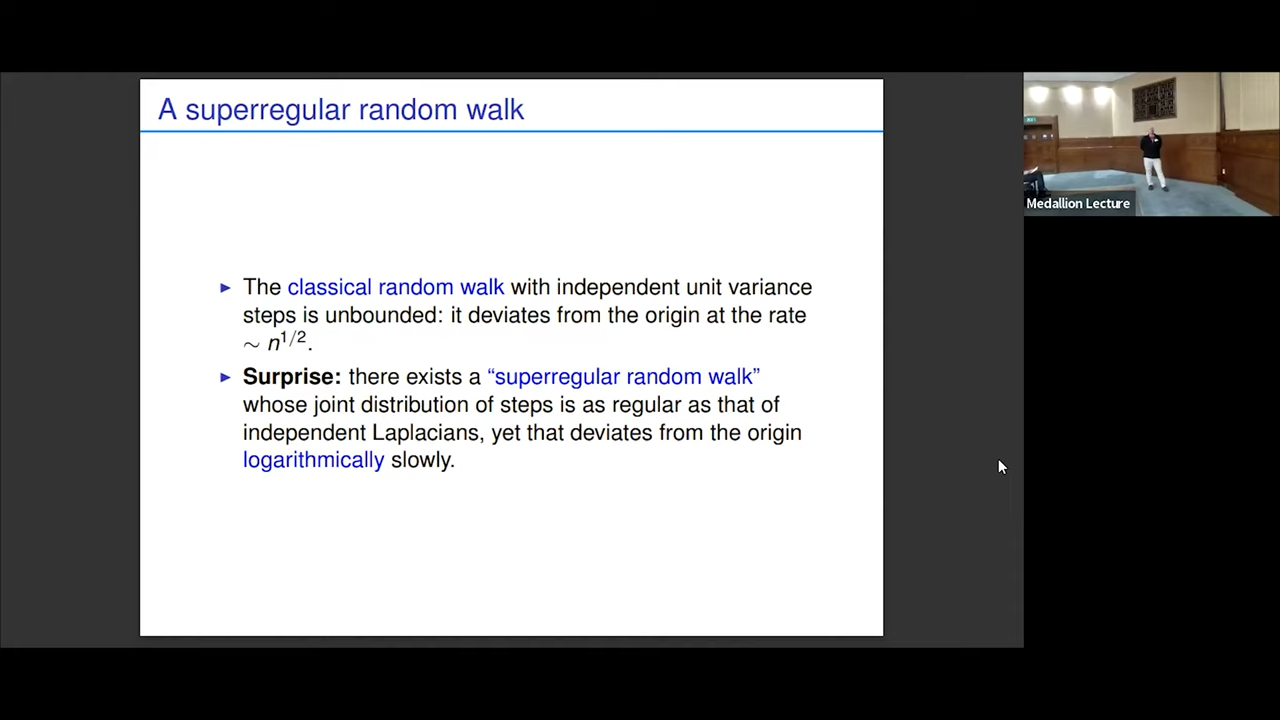 A superregular random walk
► The classical random walk with independent unit variance
steps is unbounded: it deviates from the origin at the rate
∼ n^{1/2}.
► Surprise: there exists a “superregular random walk”
whose joint distribution of steps is as regular as that of
independent Laplacians, yet that deviates from the origin
logarithmically slowly.
Medallion Lecture